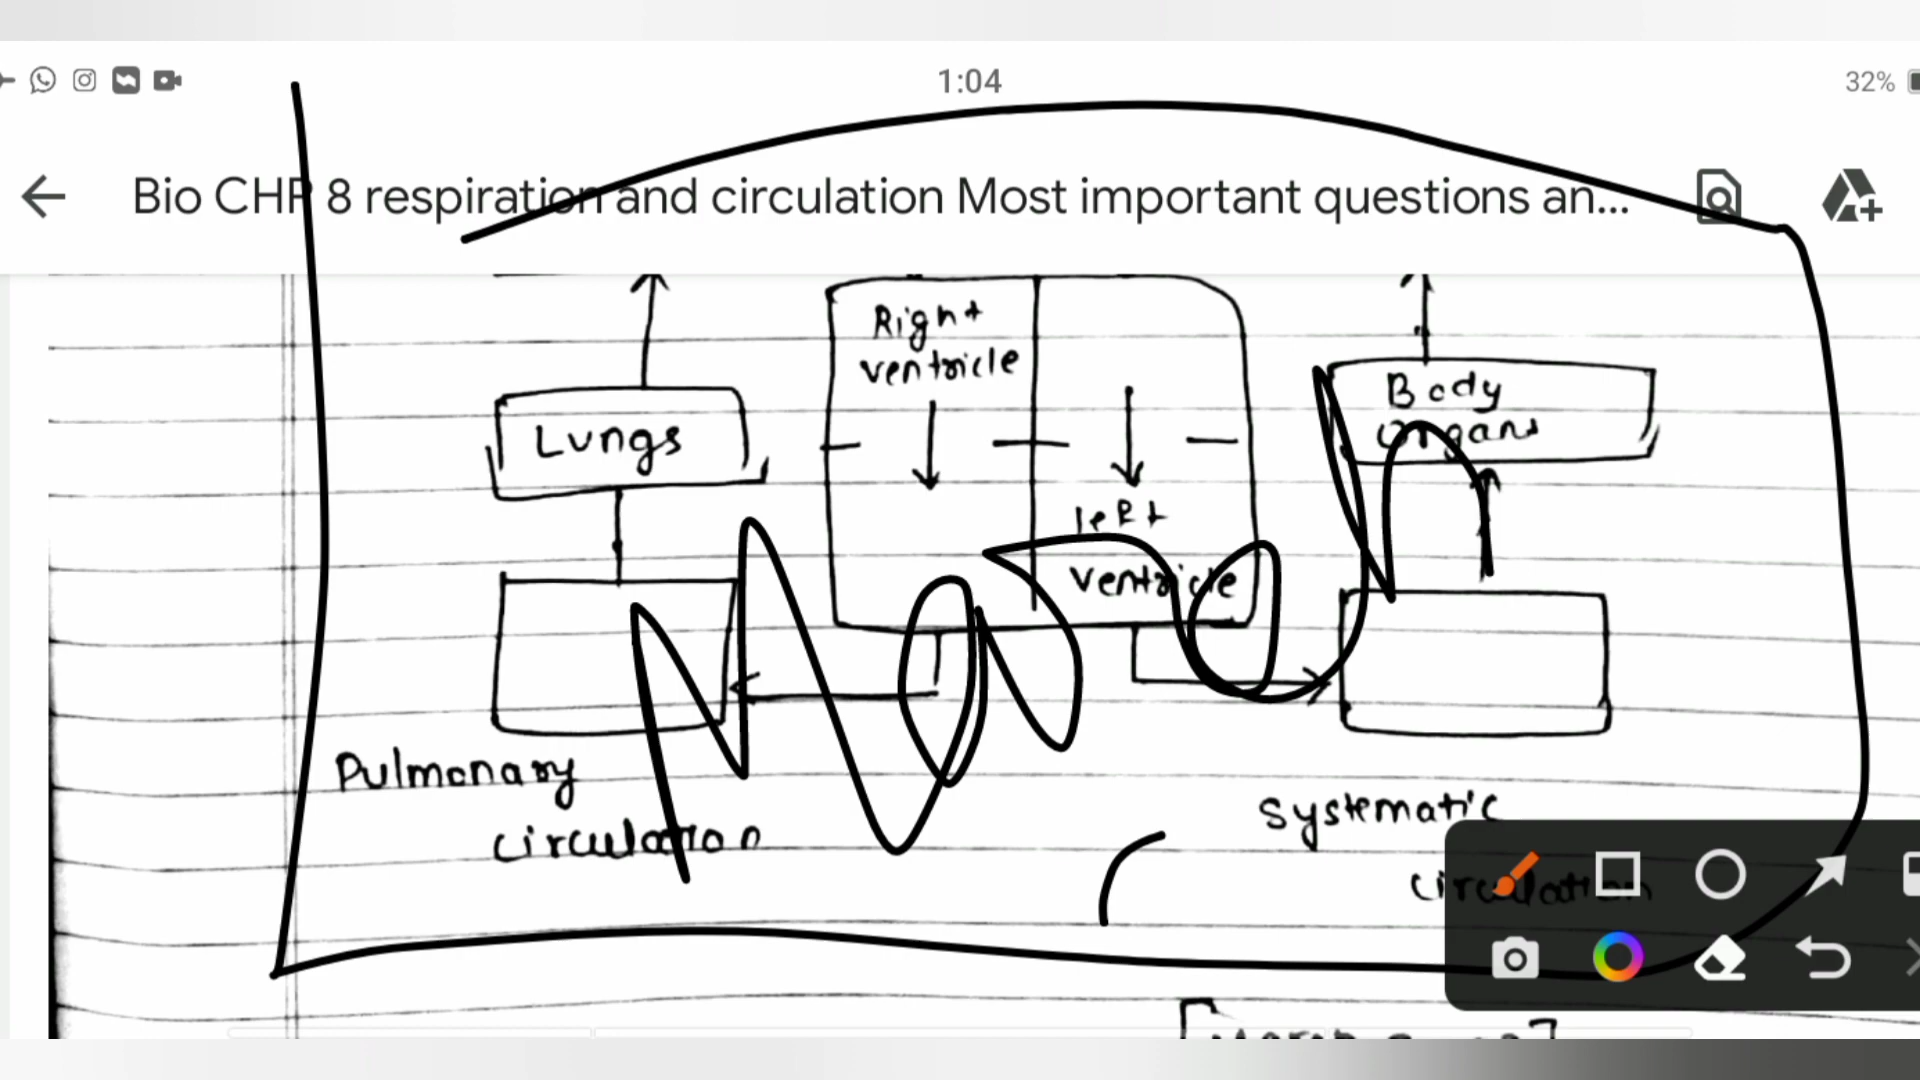 1:04
32%
Bio CHP 8 respiration and circulation Most important questions an...
Right
ventricle
Body
organs
Lungs
left
ventricle
Pulmonary
circulation
systematic
circulation